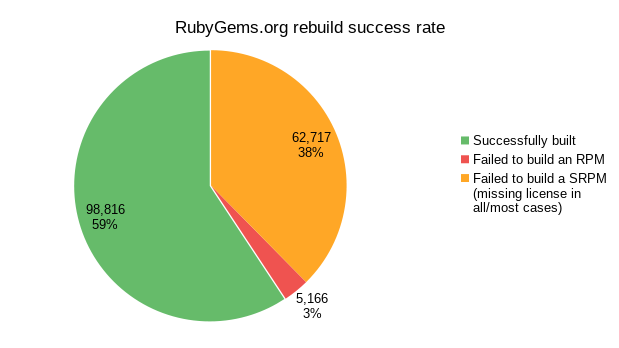 RubyGems.org rebuild success rate
62,717
38%
98,816
59%
5,166
3%
Successfully built
Failed to build an RPM
Failed to build a SRPM
(missing license in
all/most cases)